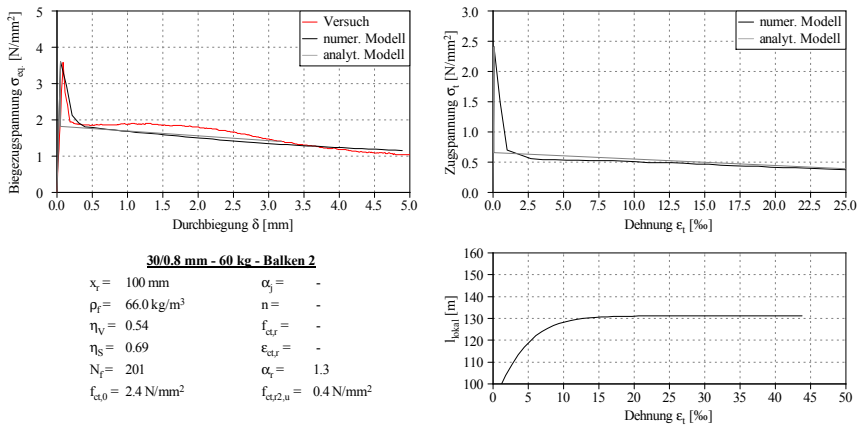 Biegezugspannung σeq. [N/mm²]
5
4
3
2
1
0
Versuch
numer. Modell
analyt. Modell
0.0 0.5 1.0 1.5 2.0 2.5 3.0 3.5 4.0 4.5 5.0
Durchbiegung δ [mm]
Zugspannung σt [N/mm²]
3.0
2.5
2.0
1.5
1.0
0.5
0.0
numer. Modell
analyt. Modell
0.0 2.5 5.0 7.5 10.0 12.5 15.0 17.5 20.0 22.5 25.0
Dehnung εt [‰]
30/0.8 mm - 60 kg - Balken 2
xr = 100 mm αj = -
ρf = 66.0 kg/m³ n = -
ηV = 0.54 fct,r = -
ηS = 0.69 εct,r = -
Nf = 201 αr = 1.3
fct,0 = 2.4 N/mm² fct,r2,u = 0.4 N/mm²
llokal [m]
160
150
140
130
120
110
100
0 5 10 15 20 25 30 35 40 45 50
Dehnung εt [‰]